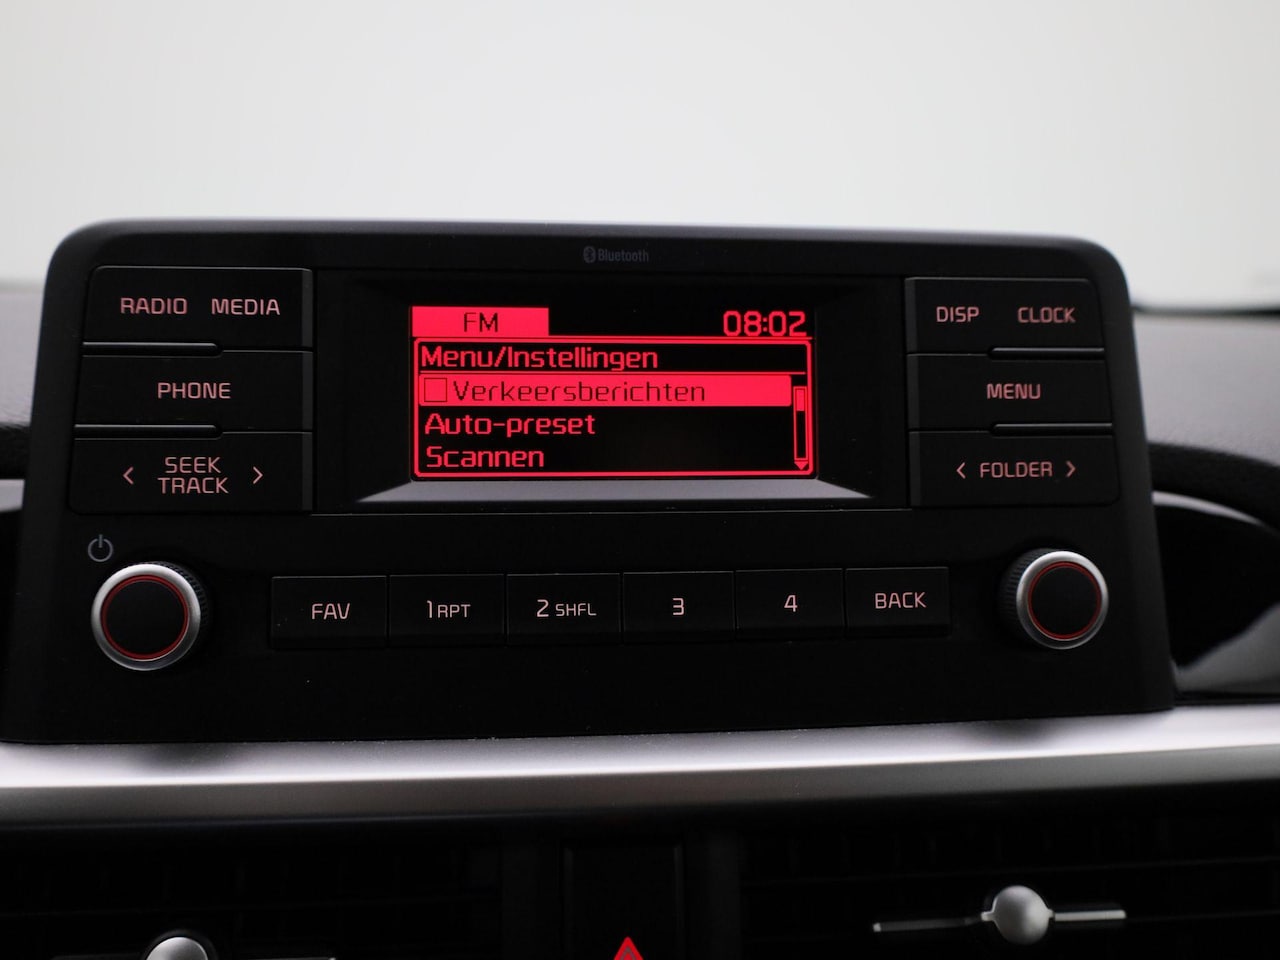 Bluetooth
RADIO MEDIA
PHONE
< SEEK TRACK >
FM 08:02
Menu/Instellingen
Verkeersberichten
Auto-preset
Scannen
DISP CLOCK
MENU
< FOLDER >
FAV 1 RPT 2 SHFL 3 4 BACK